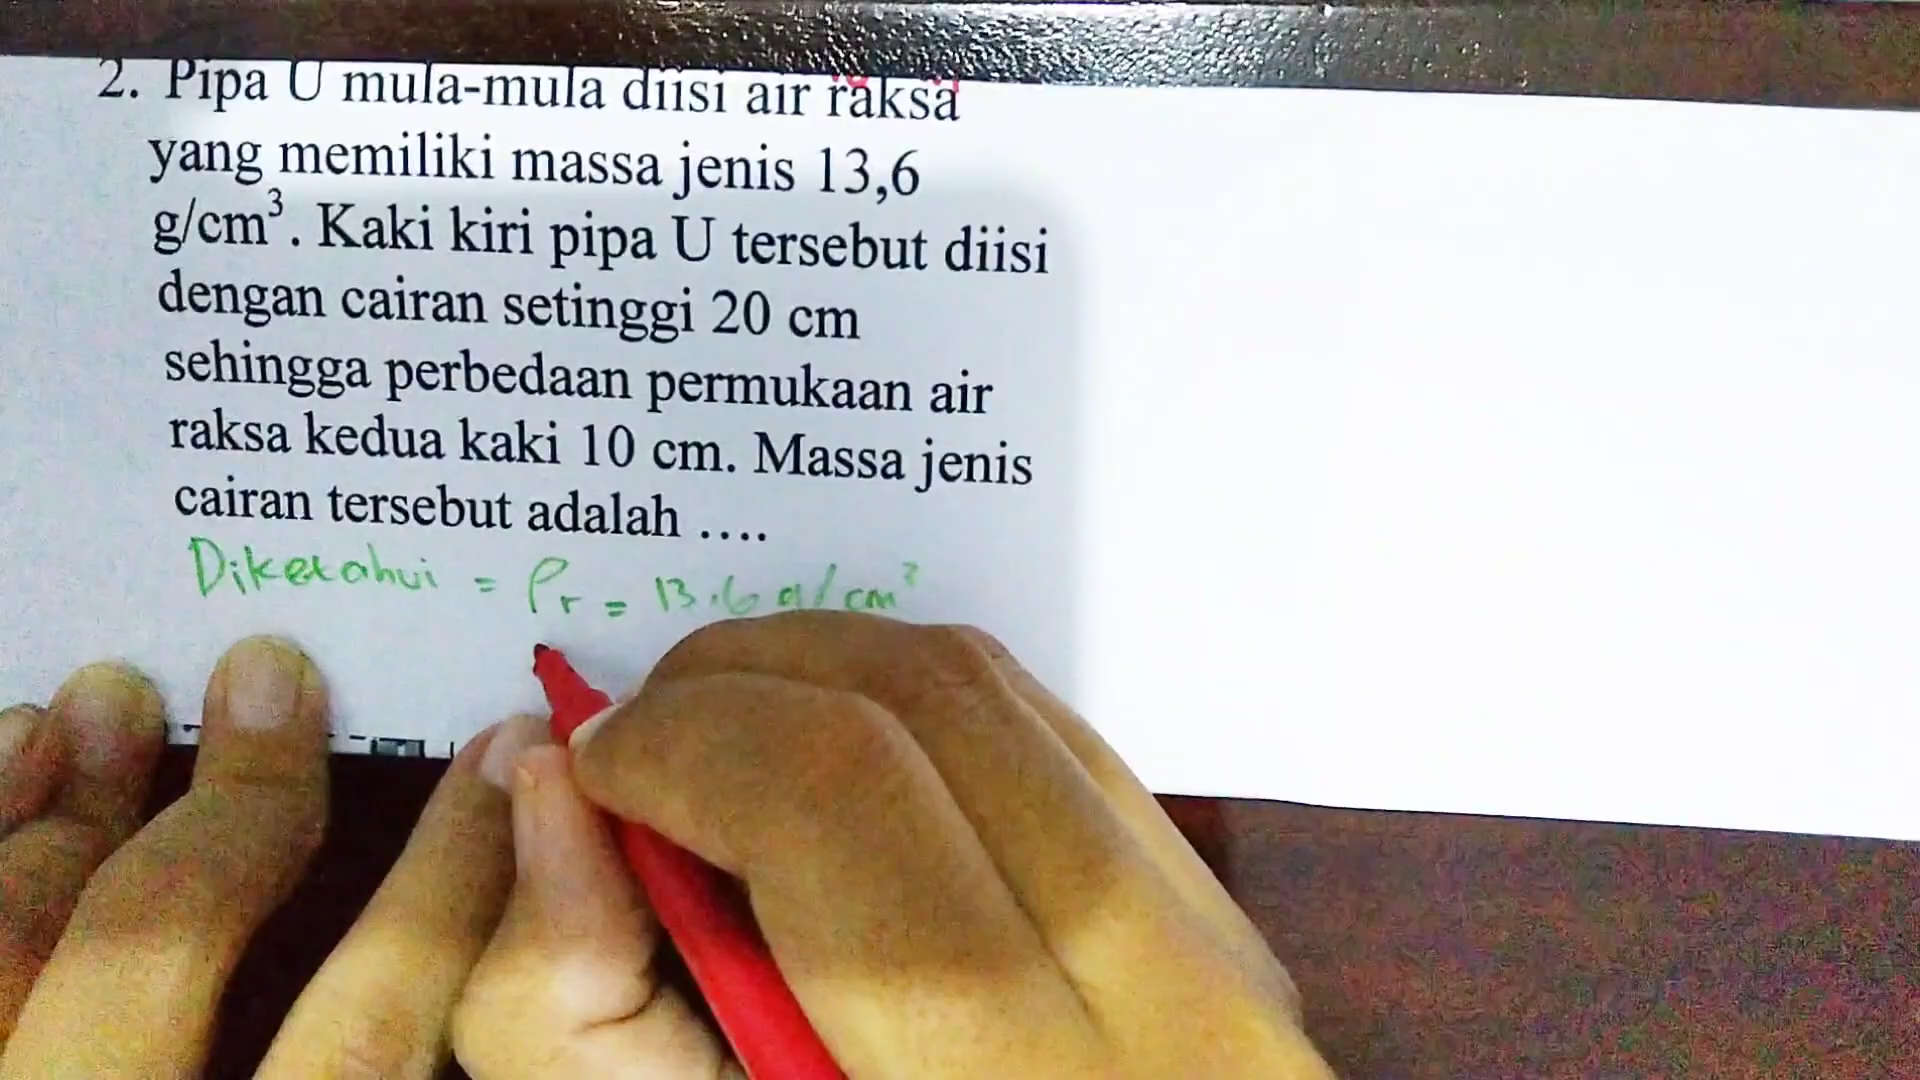 2. Pipa U mula-mula diisi air raksa
yang memiliki massa jenis 13,6
g/cm³. Kaki kiri pipa U tersebut diisi
dengan cairan setinggi 20 cm
sehingga perbedaan permukaan air
raksa kedua kaki 10 cm. Massa jenis
cairan tersebut adalah ….
Diketahui = ρr = 13.6 g/cm³